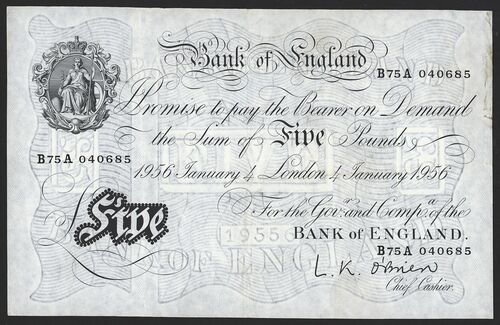 Bank of England
B75A 040685
I Promise to pay the Bearer on Demand
the Sum of Five Pounds
B75A 040685
1956 January 4 London 4 January 1956
Five
For the Govr. and Compa. of the
BANK OF ENGLAND.
B75A 040685
L. K. O'Brien
Chief Cashier.